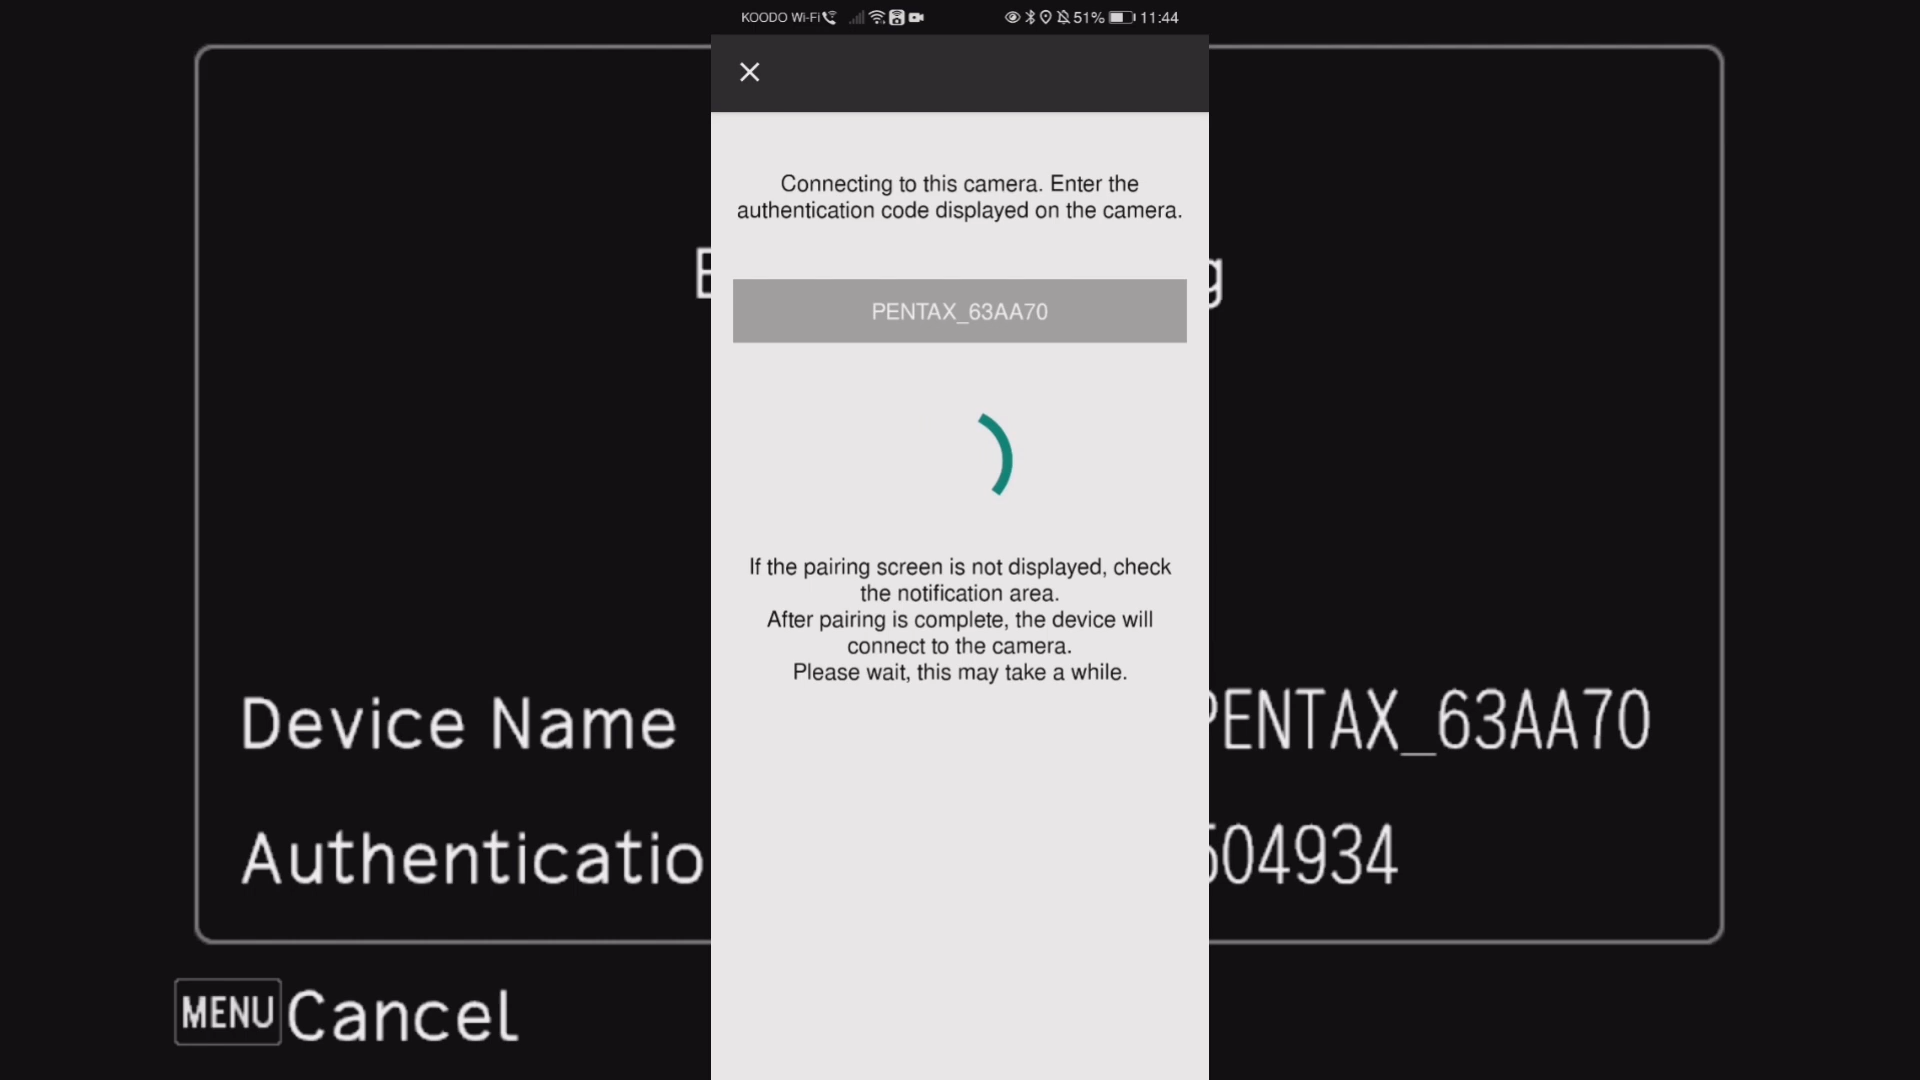 KOODO Wi-Fi 51% 11:44
Connecting to this camera. Enter the
authentication code displayed on the camera.
PENTAX_63AA70
If the pairing screen is not displayed, check
the notification area.
After pairing is complete, the device will
connect to the camera.
Please wait, this may take a while.
Device Name PENTAX_63AA70
Authenticatio 504934
MENU Cancel